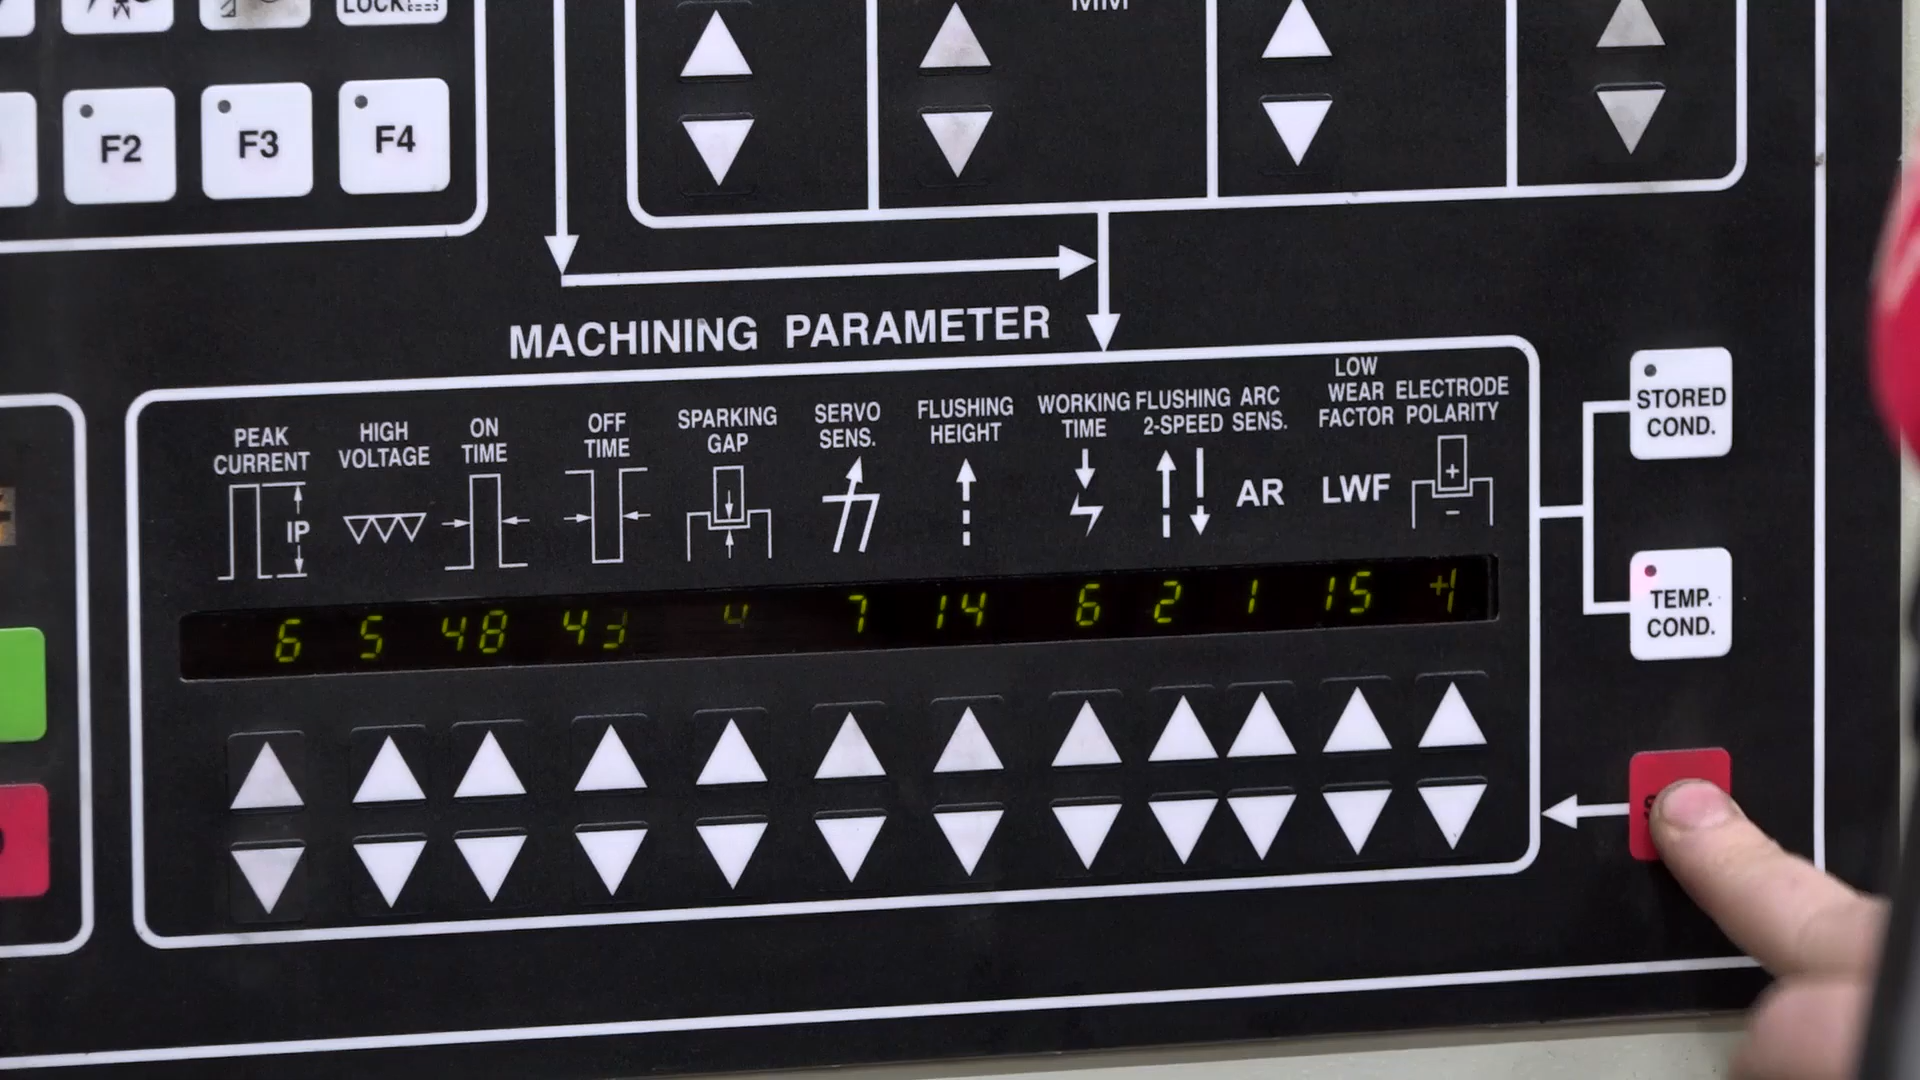 LOCK
MM
F2 F3 F4
MACHINING PARAMETER
PEAK CURRENT
HIGH VOLTAGE
ON TIME
OFF TIME
SPARKING GAP
SERVO SENS.
FLUSHING HEIGHT
WORKING TIME
FLUSHING 2-SPEED
ARC SENS.
LOW WEAR FACTOR
ELECTRODE POLARITY
IP
AR
LWF
+
-
6 5 48 43 4 7 14 6 2 1 15 +1
STORED
COND.
TEMP.
COND.